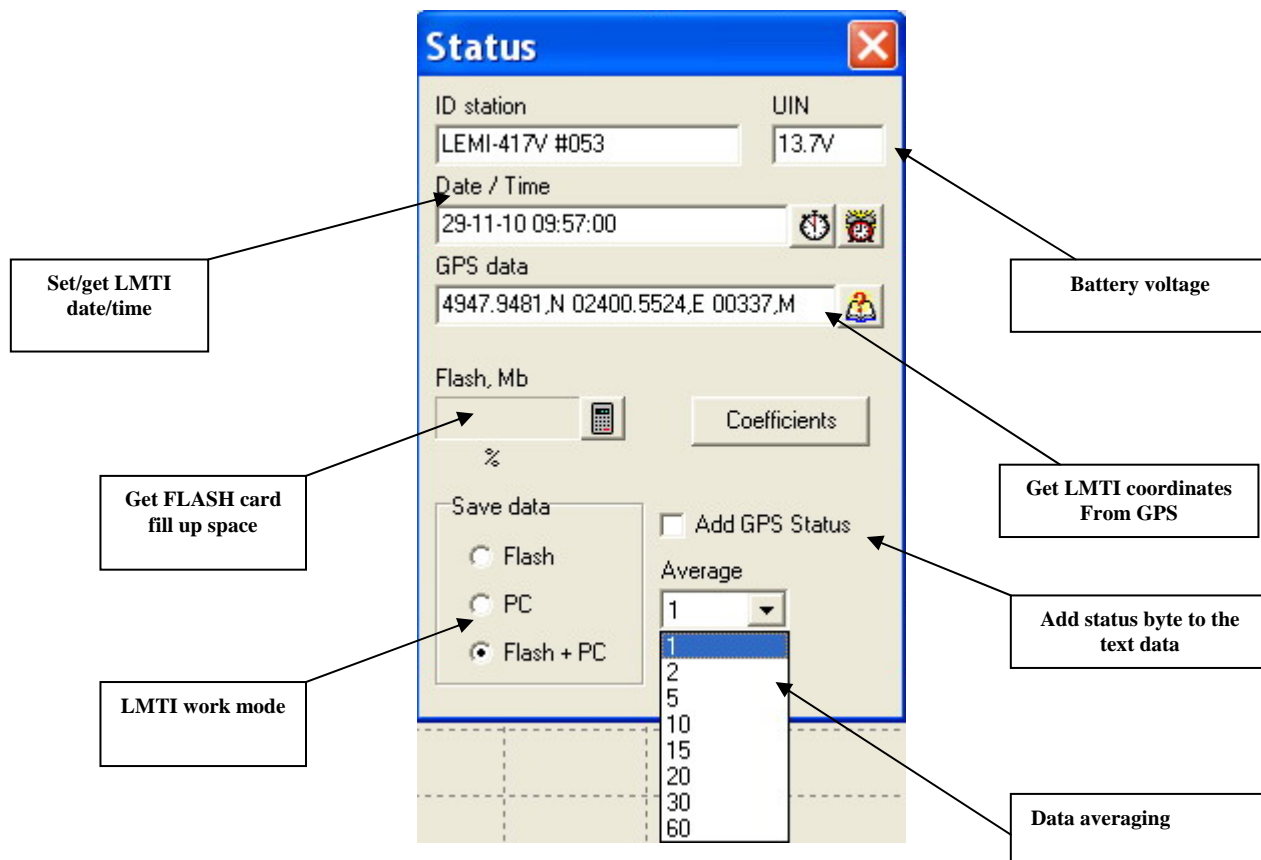 Status
ID station
UIN
LEMI-417V #053
13.7V
Date / Time
29-11-10 09:57:00
GPS data
4947.9481,N 02400.5524,E 00337,M
Flash, Mb
Coefficients
%
Save data
Flash
PC
Flash + PC
Add GPS Status
Average
1
1
2
5
10
15
20
30
60
Set/get LMTI
date/time
Get FLASH card
fill up space
LMTI work mode
Battery voltage
Get LMTI coordinates
From GPS
Add status byte to the
text data
Data averaging